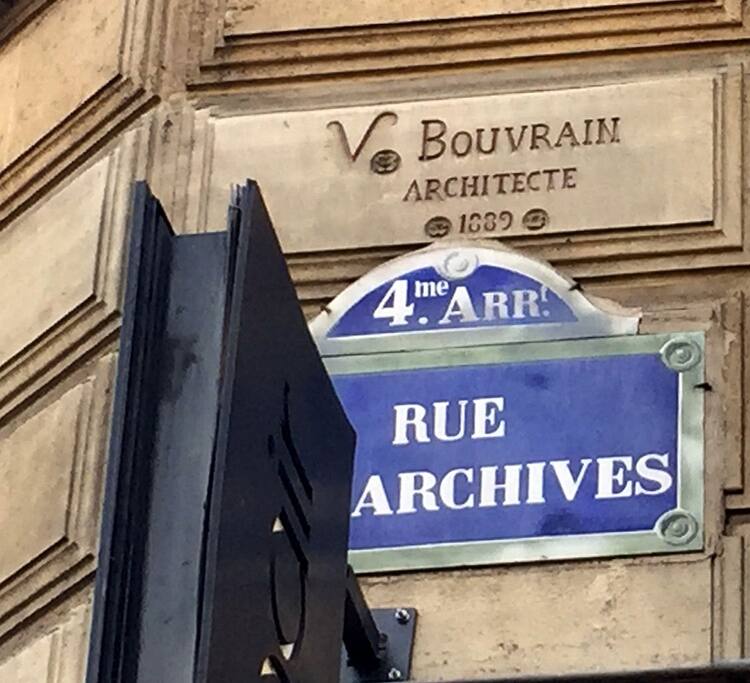 V. BOUVRAIN
ARCHITECTE
1889
4me. ARRt.
RUE
ARCHIVES